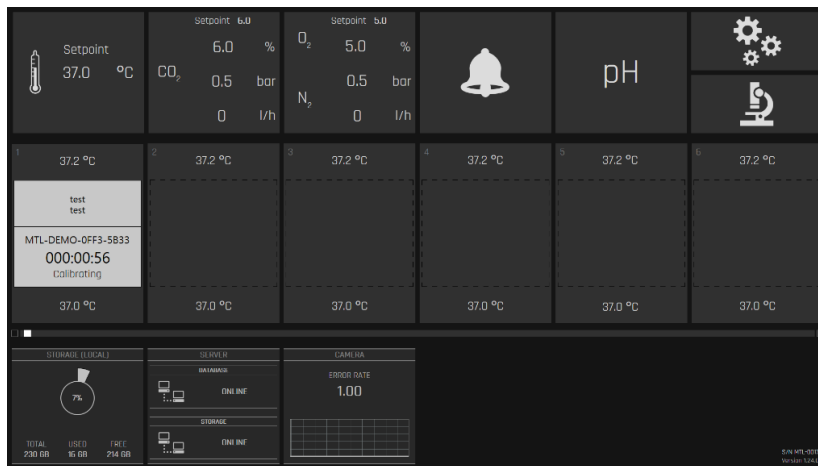 Setpoint
37.0 °C
Setpoint 6.0
6.0 %
CO2
0.5 bar
0 l/h
Setpoint 5.0
O2
5.0 %
0.5 bar
N2
0 l/h
pH
1
37.2 °C
2
37.2 °C
3
37.2 °C
4
37.2 °C
5
37.2 °C
6
37.2 °C
test
test
MTL-DEMO-0FF3-5B33
000:00:56
Calibrating
37.0 °C
37.0 °C
37.0 °C
37.0 °C
37.0 °C
37.0 °C
STORAGE (LOCAL)
7%
TOTAL USED FREE
230 GB 16 GB 214 GB
SERVER
DATABASE
ONLINE
STORAGE
ONLINE
CAMERA
ERROR RATE
1.00
S/N
Version